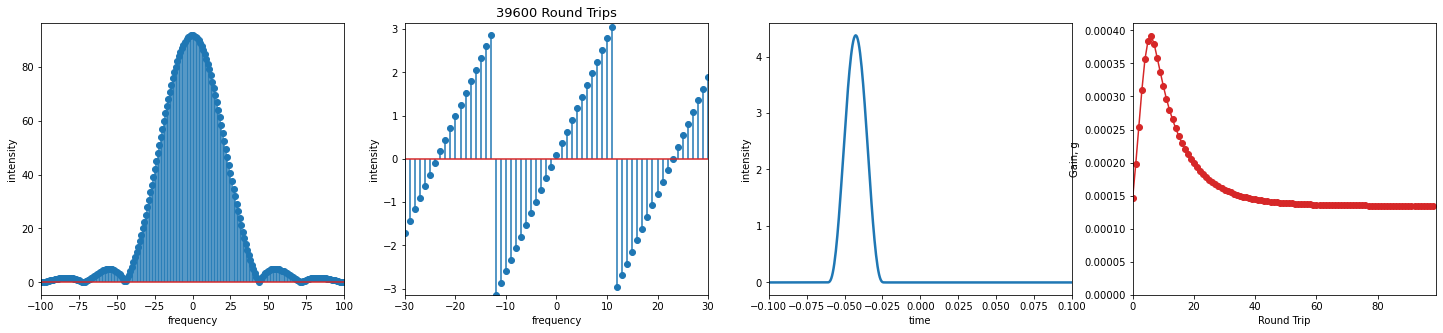 39600 Round Trips
intensity
80
60
40
20
0
−100 −75 −50 −25 0 25 50 75 100
frequency
intensity
3
2
1
0
−1
−2
−3
−30 −20 −10 0 10 20 30
frequency
intensity
4
3
2
1
0
−0.100 −0.075 −0.050 −0.025 0.000 0.025 0.050 0.075 0.100
time
Gain, g
0.00040
0.00035
0.00030
0.00025
0.00020
0.00015
0.00010
0.00005
0.00000
0 20 40 60 80
Round Trip